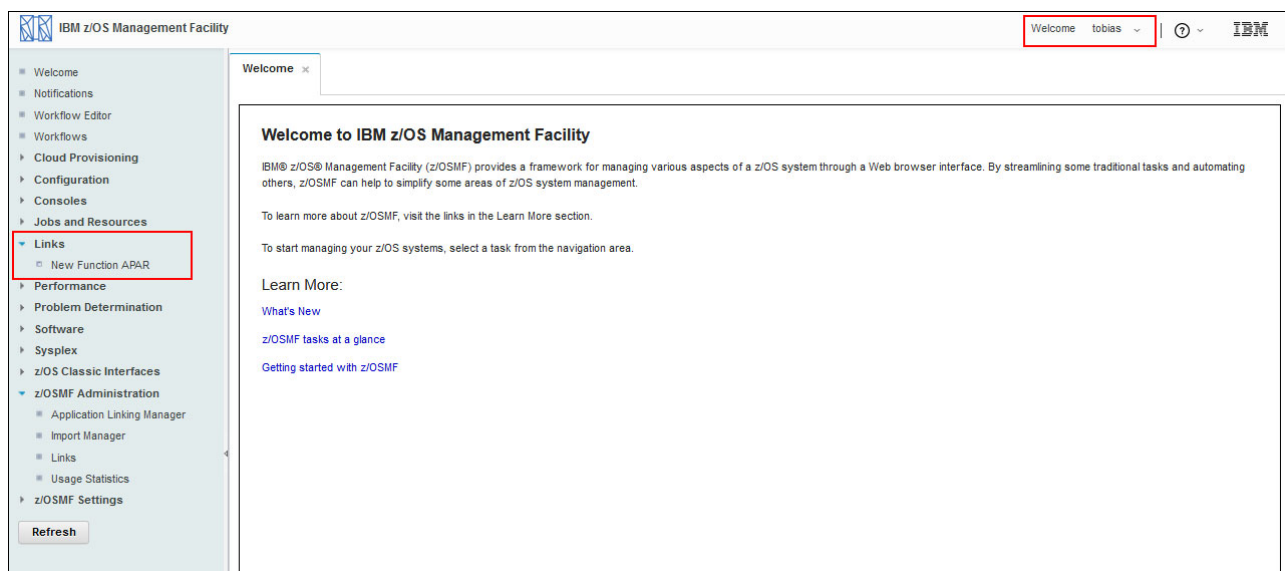 IBM z/OS Management Facility
Welcome tobias
IBM
Welcome
Notifications
Workflow Editor
Workflows
Cloud Provisioning
Configuration
Consoles
Jobs and Resources
Links
New Function APAR
Performance
Problem Determination
Software
Sysplex
z/OS Classic Interfaces
z/OSMF Administration
Application Linking Manager
Import Manager
Links
Usage Statistics
z/OSMF Settings
Refresh
Welcome
Welcome to IBM z/OS Management Facility
IBM® z/OS® Management Facility (z/OSMF) provides a framework for managing various aspects of a z/OS system through a Web browser interface. By streamlining some traditional tasks and automating
others, z/OSMF can help to simplify some areas of z/OS system management.
To learn more about z/OSMF, visit the links in the Learn More section.
To start managing your z/OS systems, select a task from the navigation area.
Learn More:
What's New
z/OSMF tasks at a glance
Getting started with z/OSMF